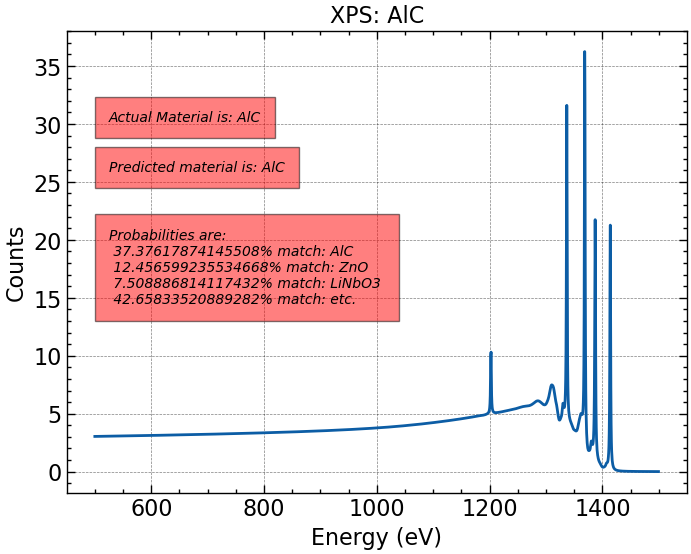 XPS: AlC
35
30
25
20
15
10
5
0
Counts
Actual Material is: AlC
Predicted material is: AlC
Probabilities are:
37.37617874145508% match: AlC
12.456599235534668% match: ZnO
7.508886814117432% match: LiNbO3
42.65833520889282% match: etc.
600
800
1000
1200
1400
Energy (eV)